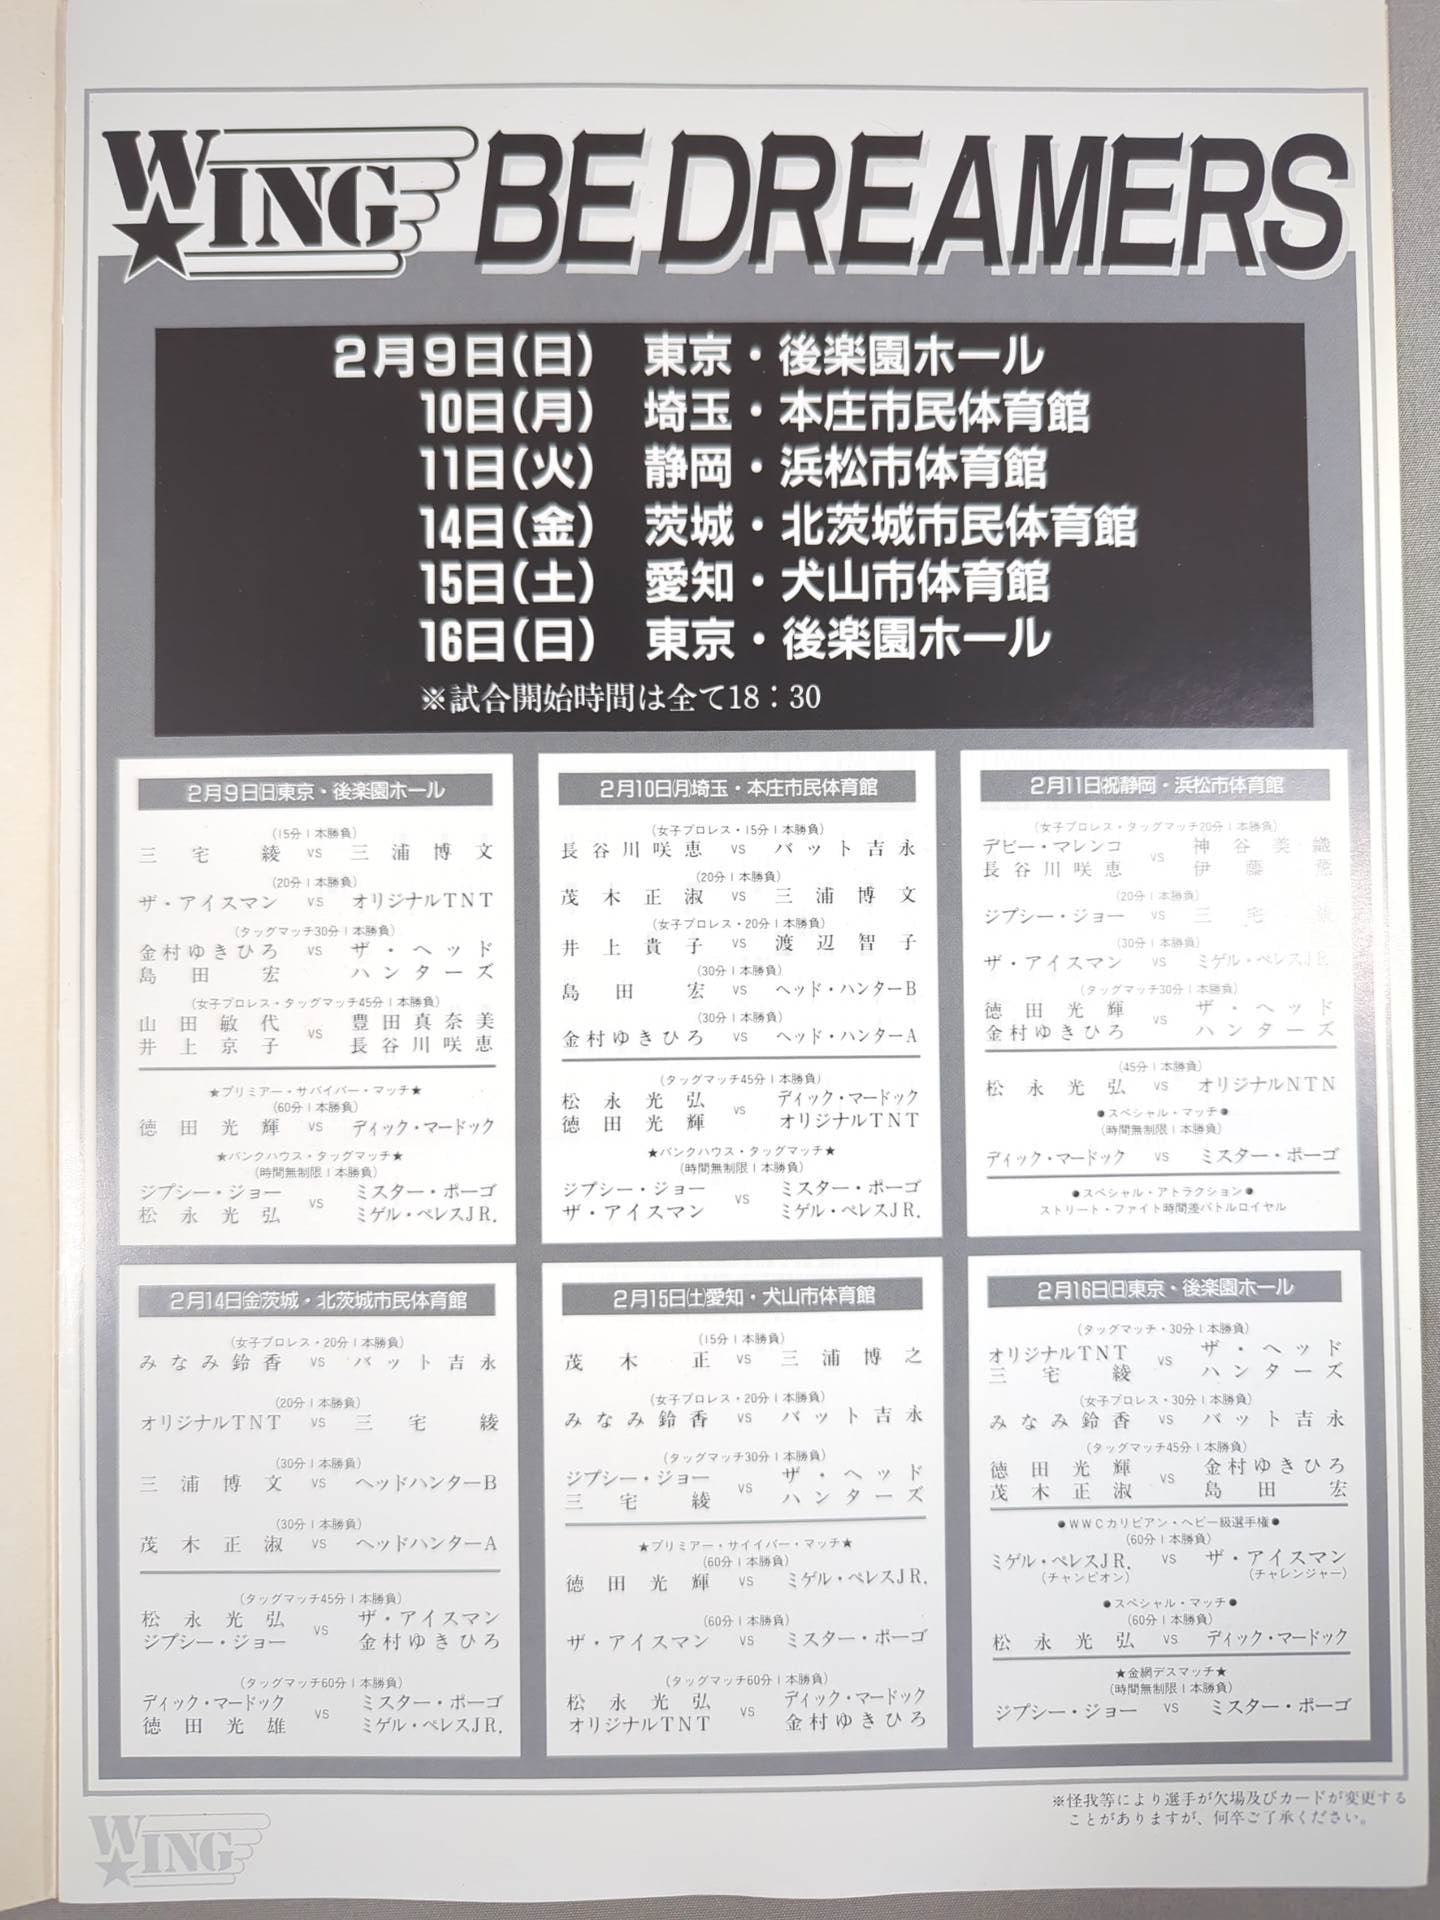 WING BE DREAMERS
2月9日(日) 東京・後楽園ホール
10日(月) 埼玉・本庄市民体育館
11日(火) 静岡・浜松市体育館
14日(金) 茨城・北茨城市民体育館
15日(土) 愛知・犬山市体育館
16日(日) 東京・後楽園ホール
※試合開始時間は全て18：30
2月9日(日)東京・後楽園ホール
(15分1本勝負)
三宅綾 VS 三浦博文
(20分1本勝負)
ザ・アイスマン VS オリジナルTNT
(タッグマッチ30分1本勝負)
金村ゆきひろ VS ザ・ヘッド
島田宏 ハンターズ
(女子プロレス・タッグマッチ45分1本勝負)
山田敏代 VS 豊田真奈美
井上京子 長谷川咲恵
★プリミアー・サバイバー・マッチ★
(60分1本勝負)
徳田光輝 VS ディック・マードック
★バンクハウス・タッグマッチ★
(時間無制限1本勝負)
ジプシー・ジョー VS ミスター・ポーゴ
松永光弘 ミゲル・ペレスJR.
2月10日(月)埼玉・本庄市民体育館
(女子プロレス・15分1本勝負)
長谷川咲恵 VS バット吉永
(20分1本勝負)
茂木正淑 VS 三浦博文
(女子プロレス・20分1本勝負)
井上貴子 VS 渡辺智子
(30分1本勝負)
島田宏 VS ヘッド・ハンターB
(30分1本勝負)
金村ゆきひろ VS ヘッド・ハンターA
(タッグマッチ45分1本勝負)
松永光弘 VS ディック・マードック
徳田光輝 オリジナルTNT
★バンクハウス・タッグマッチ★
(時間無制限1本勝負)
ジプシー・ジョー VS ミスター・ポーゴ
ザ・アイスマン ミゲル・ペレスJR.
2月11日(祝)静岡・浜松市体育館
(女子プロレス・タッグマッチ20分1本勝負)
デビー・マレンコ VS 神谷美織
長谷川咲恵 伊藤薫
(20分1本勝負)
ジプシー・ジョー VS 三宅綾
(30分1本勝負)
ザ・アイスマン VS ミゲル・ペレスJR.
(タッグマッチ30分1本勝負)
徳田光輝 VS ザ・ヘッド
金村ゆきひろ ハンターズ
(45分1本勝負)
松永光弘 VS オリジナルNTN
●スペシャル・マッチ●
(時間無制限1本勝負)
ディック・マードック VS ミスター・ポーゴ
●スペシャル・アトラクション●
ストリート・ファイト時間差バトルロイヤル
2月14日(金)茨城・北茨城市民体育館
(女子プロレス・20分1本勝負)
みなみ鈴香 VS バット吉永
(20分1本勝負)
オリジナルTNT VS 三宅綾
(30分1本勝負)
三浦博文 VS ヘッドハンターB
(30分1本勝負)
茂木正淑 VS ヘッドハンターA
(タッグマッチ45分1本勝負)
松永光弘 VS ザ・アイスマン
ジプシー・ジョー 金村ゆきひろ
(タッグマッチ60分1本勝負)
ディック・マードック VS ミスター・ポーゴ
徳田光雄 ミゲル・ペレスJR.
2月15日(土)愛知・犬山市体育館
(15分1本勝負)
茂木正 VS 三浦博之
(女子プロレス・20分1本勝負)
みなみ鈴香 VS バット吉永
(タッグマッチ30分1本勝負)
ジプシー・ジョー VS ザ・ヘッド
三宅綾 ハンターズ
★プリミアー・サイイバー・マッチ★
(60分1本勝負)
徳田光輝 VS ミゲル・ペレスJR.
(60分1本勝負)
ザ・アイスマン VS ミスター・ポーゴ
(タッグマッチ60分1本勝負)
松永光弘 VS ディック・マードック
オリジナルTNT 金村ゆきひろ
2月16日(日)東京・後楽園ホール
(タッグマッチ・30分1本勝負)
オリジナルTNT VS ザ・ヘッド
三宅綾 ハンターズ
(女子プロレス・30分1本勝負)
みなみ鈴香 VS バット吉永
(タッグマッチ45分1本勝負)
徳田光輝 VS 金村ゆきひろ
茂木正淑 島田宏
●WWCカリビアン・ヘビー級選手権●
(60分1本勝負)
ミゲル・ペレスJR. VS ザ・アイスマン
(チャンピオン) (チャレンジャー)
●スペシャル・マッチ●
(60分1本勝負)
松永光弘 VS ディック・マードック
★金網デスマッチ★
(時間無制限1本勝負)
ジプシー・ジョー VS ミスター・ポーゴ
※怪我等により選手が欠場及びカードが変更する
ことがありますが、何卒ご了承ください。
WING